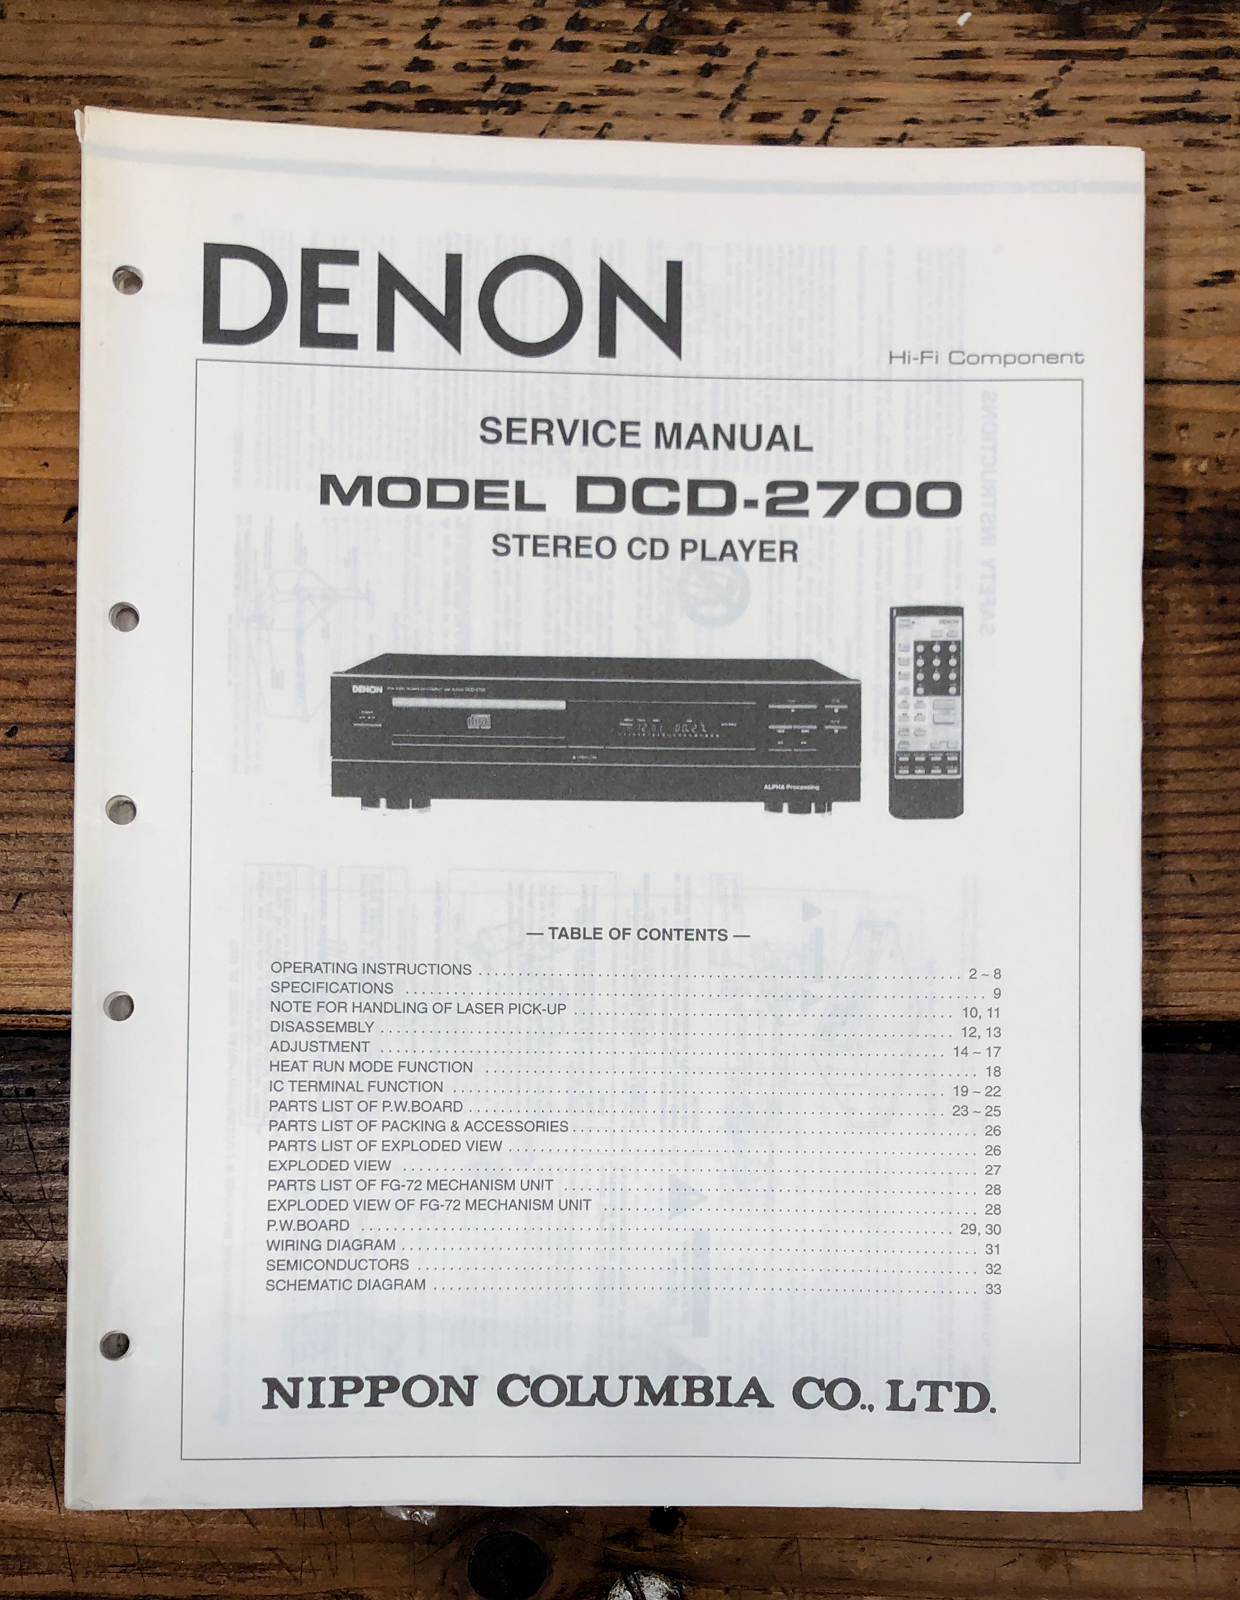 DENON
Hi-Fi Component
SERVICE MANUAL
MODEL DCD-2700
STEREO CD PLAYER
DENON
DENON
ALPHA Processing
— TABLE OF CONTENTS —
OPERATING INSTRUCTIONS 2 ~ 8
SPECIFICATIONS 9
NOTE FOR HANDLING OF LASER PICK-UP 10, 11
DISASSEMBLY 12, 13
ADJUSTMENT 14 ~ 17
HEAT RUN MODE FUNCTION 18
IC TERMINAL FUNCTION 19 ~ 22
PARTS LIST OF P.W.BOARD 23 ~ 25
PARTS LIST OF PACKING & ACCESSORIES 26
PARTS LIST OF EXPLODED VIEW 26
EXPLODED VIEW 27
PARTS LIST OF FG-72 MECHANISM UNIT 28
EXPLODED VIEW OF FG-72 MECHANISM UNIT 28
P.W.BOARD 29, 30
WIRING DIAGRAM 31
SEMICONDUCTORS 32
SCHEMATIC DIAGRAM 33
NIPPON COLUMBIA CO., LTD.
SAFETY INSTRUCTIONS